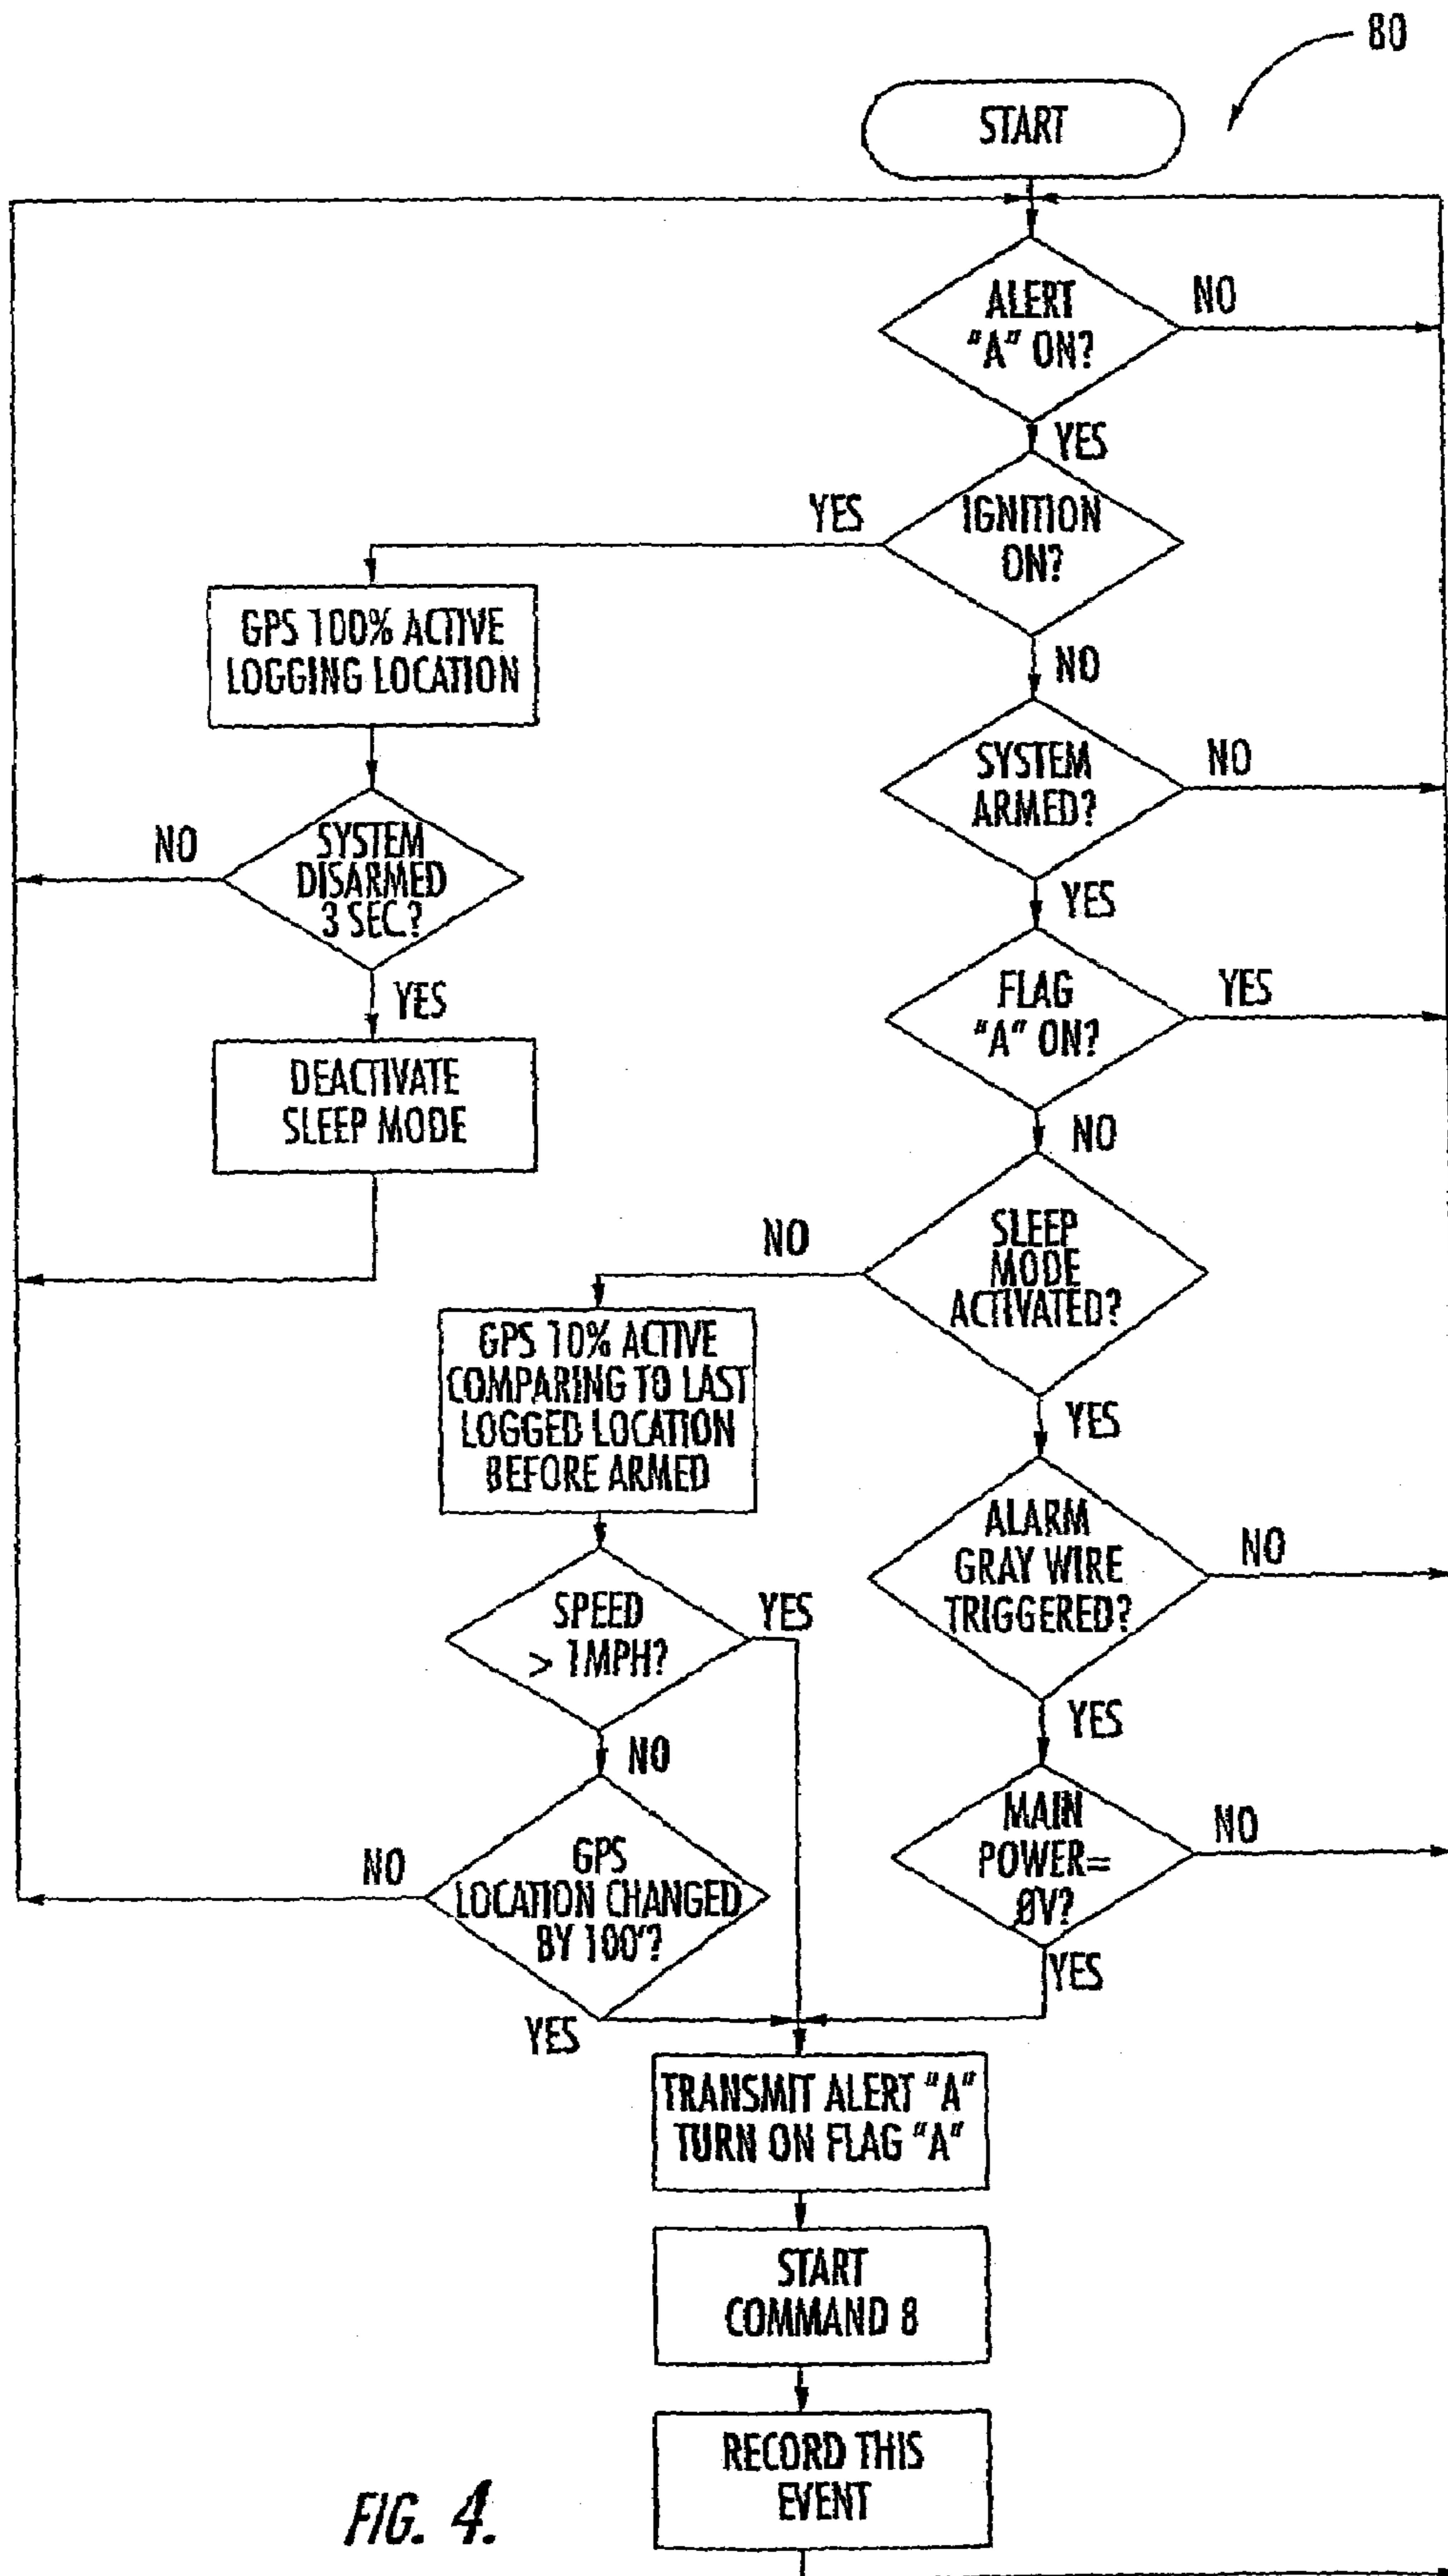 80
START
ALERT
"A" ON?
NO
YES
IGNITION
ON?
YES
NO
GPS 100% ACTIVE
LOGGING LOCATION
SYSTEM
DISARMED
3 SEC.?
NO
YES
DEACTIVATE
SLEEP MODE
SYSTEM
ARMED?
NO
YES
FLAG
"A" ON?
YES
NO
SLEEP
MODE
ACTIVATED?
NO
YES
GPS 10% ACTIVE
COMPARING TO LAST
LOGGED LOCATION
BEFORE ARMED
SPEED
> 1MPH?
YES
NO
GPS
LOCATION CHANGED
BY 100'?
NO
YES
ALARM
GRAY WIRE
TRIGGERED?
NO
YES
MAIN
POWER=
0V?
NO
YES
TRANSMIT ALERT "A"
TURN ON FLAG "A"
START
COMMAND 8
RECORD THIS
EVENT
FIG. 4.